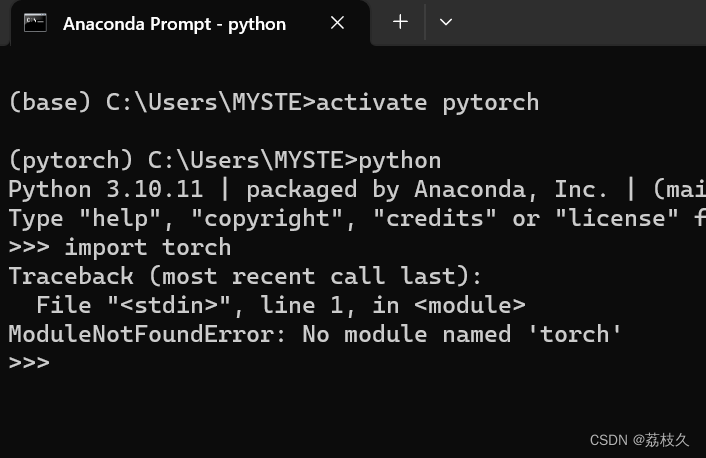 Anaconda Prompt - python
(base) C:\Users\MYSTE>activate pytorch
(pytorch) C:\Users\MYSTE>python
Python 3.10.11 | packaged by Anaconda, Inc. | (mai
Type "help", "copyright", "credits" or "license" f
>>> import torch
Traceback (most recent call last):
  File "<stdin>", line 1, in <module>
ModuleNotFoundError: No module named 'torch'
>>>
CSDN @荔枝久